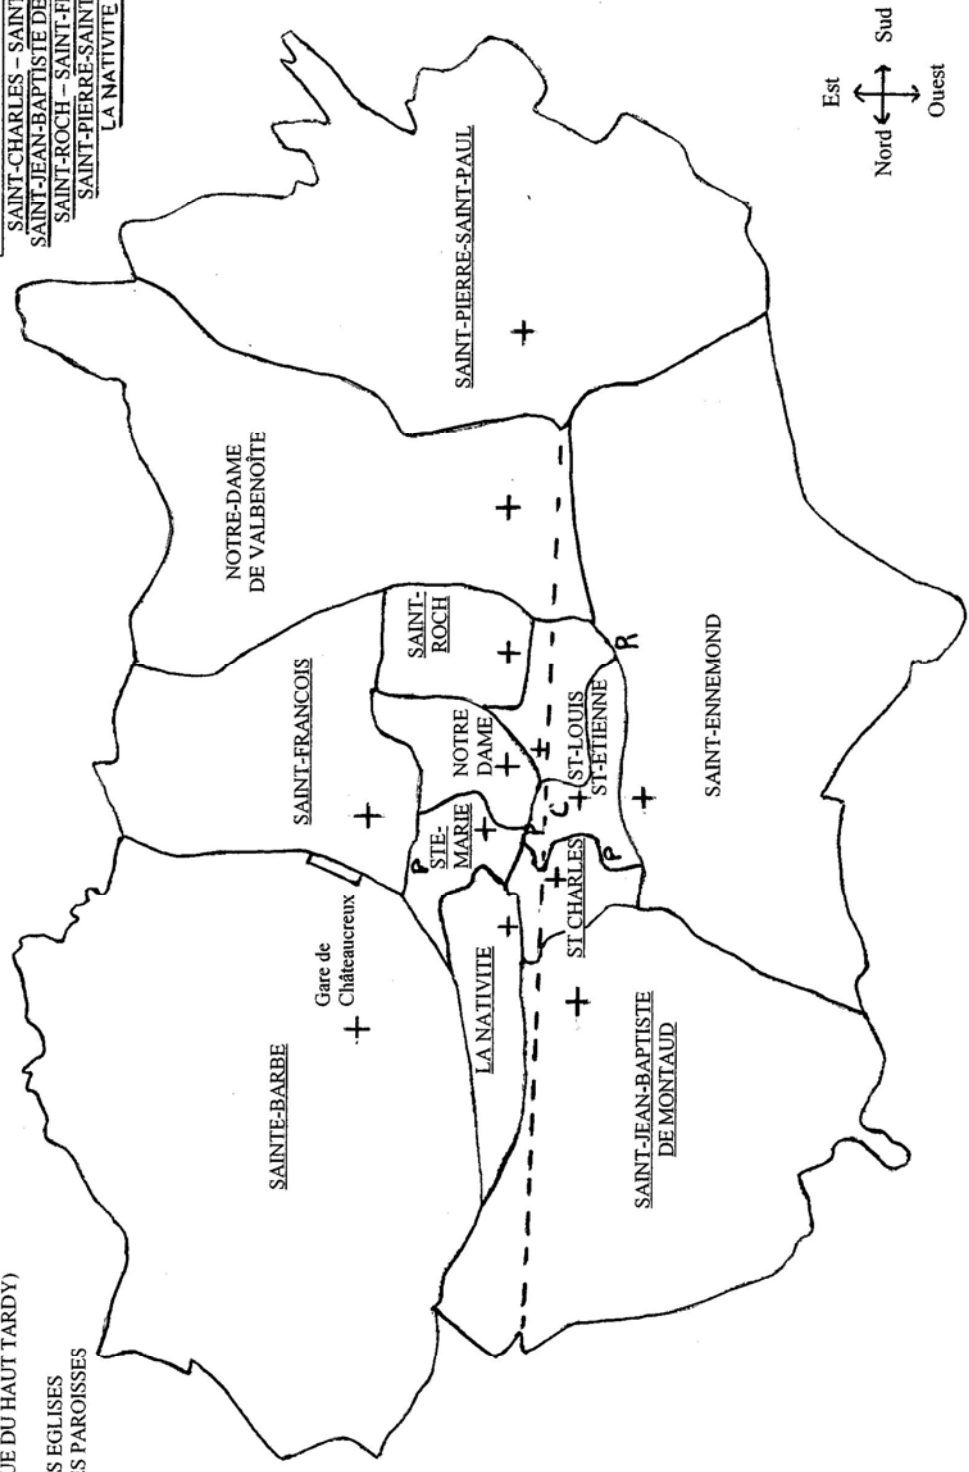 SAINT-CHARLES – SAINT
SAINT-JEAN-BAPTISTE DE
SAINT-ROCH – SAINT-F
SAINT-PIERRE-SAINT
LA NATIVITE
UE DU HAUT TARDY)
S EGLISES
ES PAROISSES
SAINTE-BARBE
Gare de
Châteaucreux
SAINT-FRANCOIS
NOTRE-DAME
DE VALBENOÎTE
SAINT-PIERRE-SAINT-PAUL
LA NATIVITE
STE-
MARIE
P
NOTRE
DAME
SAINT-
ROCH
SAINT-JEAN-BAPTISTE
DE MONTAUD
ST CHARLES
P
P
C
ST-LOUIS
ST-ETIENNE
R
SAINT-ENNEMOND
Est
Nord
Sud
Ouest